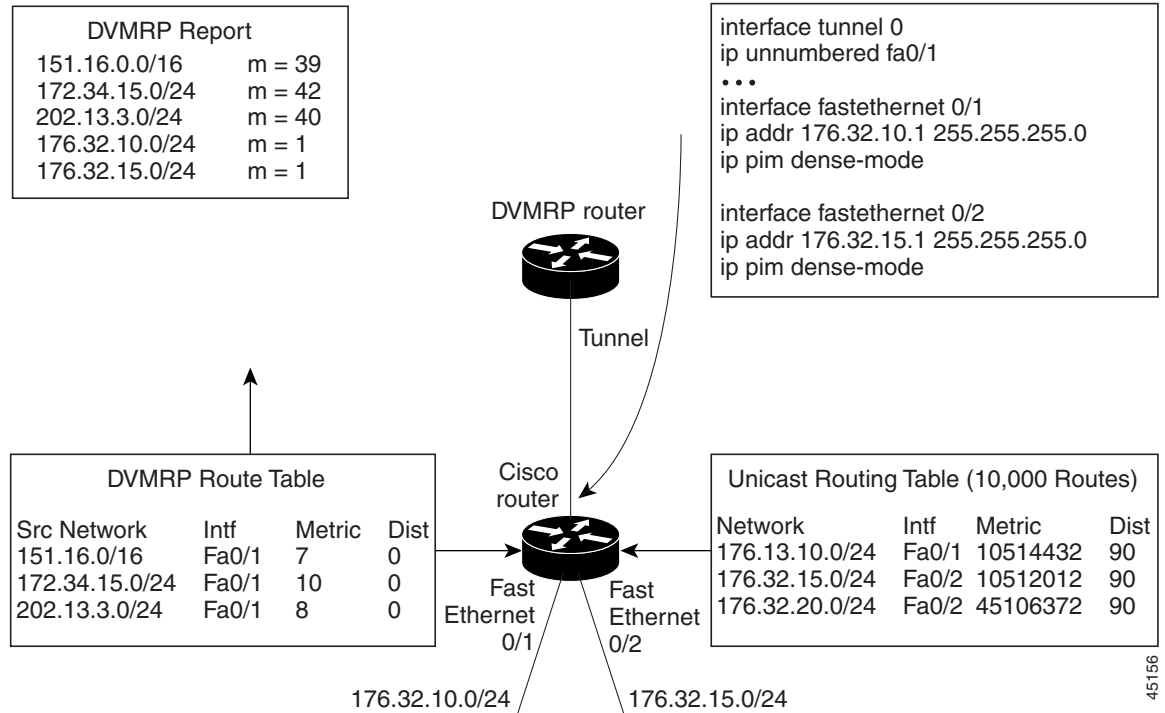 DVMRP Report
151.16.0.0/16 m = 39
172.34.15.0/24 m = 42
202.13.3.0/24 m = 40
176.32.10.0/24 m = 1
176.32.15.0/24 m = 1
interface tunnel 0
ip unnumbered fa0/1
• • •
interface fastethernet 0/1
ip addr 176.32.10.1 255.255.255.0
ip pim dense-mode
interface fastethernet 0/2
ip addr 176.32.15.1 255.255.255.0
ip pim dense-mode
DVMRP router
Tunnel
Cisco
router
DVMRP Route Table
Src Network Intf Metric Dist
151.16.0/16 Fa0/1 7 0
172.34.15.0/24 Fa0/1 10 0
202.13.3.0/24 Fa0/1 8 0
Unicast Routing Table (10,000 Routes)
Network Intf Metric Dist
176.13.10.0/24 Fa0/1 10514432 90
176.32.15.0/24 Fa0/2 10512012 90
176.32.20.0/24 Fa0/2 45106372 90
Fast
Ethernet
0/1
Fast
Ethernet
0/2
176.32.10.0/24
176.32.15.0/24
45156